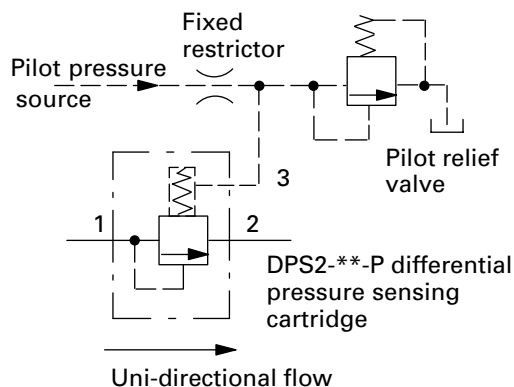 Fixed
restrictor
Pilot pressure
source
Pilot relief
valve
3
1
2
DPS2-**-P differential
pressure sensing
cartridge
Uni-directional flow